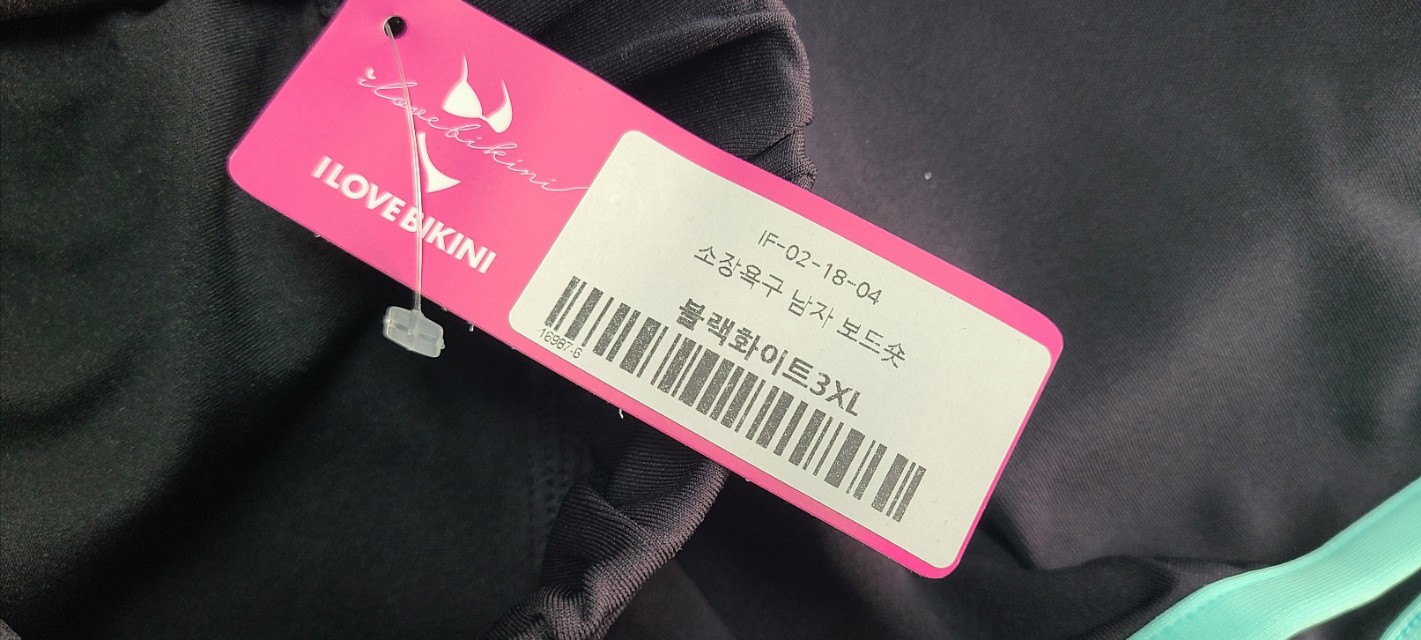 ilovebikini
I LOVE BIKINI
IF-02-18-04
소장욕구 남자 보드숏
블랙화이트3XL
16987-6